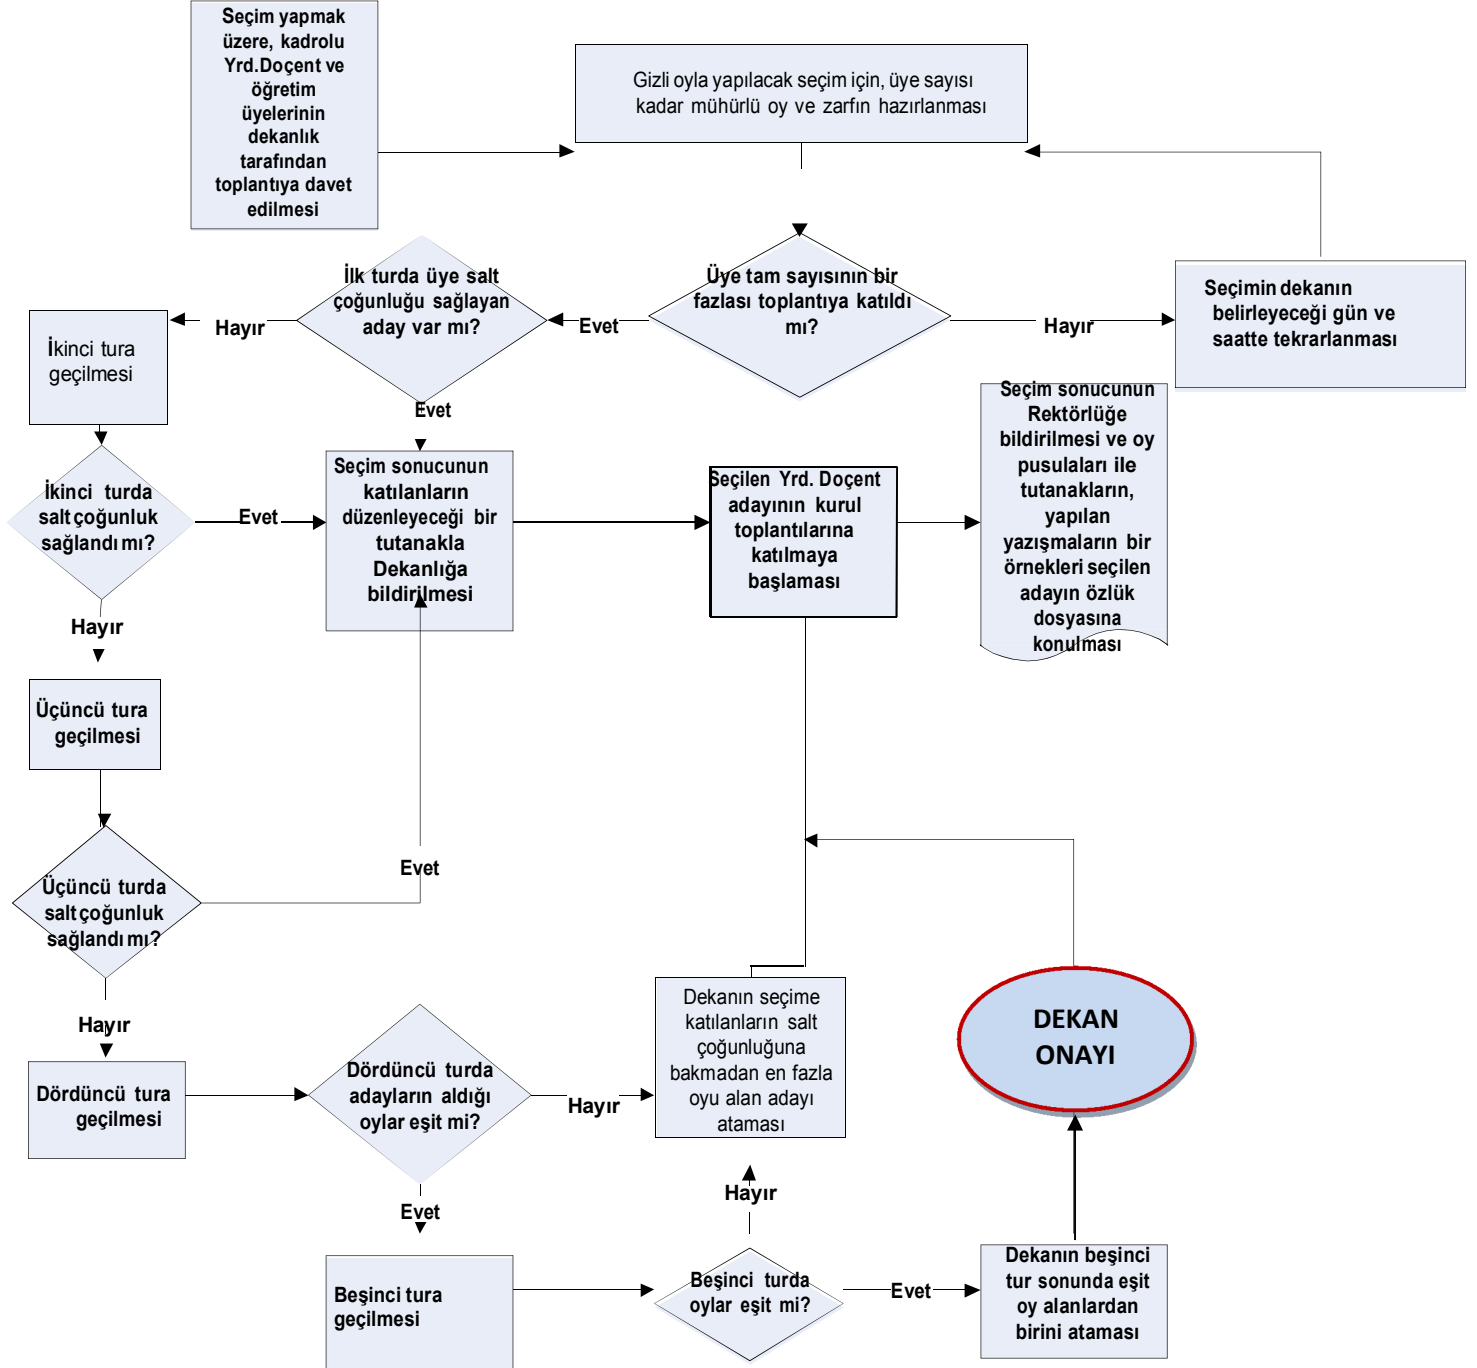 Seçim yapmak
üzere, kadrolu
Yrd.Doçent ve
öğretim
üyelerinin
dekanlık
tarafından
toplantıya davet
edilmesi
Gizli oyla yapılacak seçim için, üye sayısı
kadar mühürlü oy ve zarfın hazırlanması
İlk turda üye salt
çoğunluğu sağlayan
aday var mı?
Üye tam sayısının bir
fazlası toplantıya katıldı
mı?
Seçimin dekanın
belirleyeceği gün ve
saatte tekrarlanması
Hayır
Evet
Hayır
İkinci tura
geçilmesi
Evet
Seçim sonucunun
Rektörlüğe
bildirilmesi ve oy
pusulaları ile
tutanakların,
yapılan
yazışmaların bir
örnekleri seçilen
adayın özlük
dosyasına
konulması
İkinci turda
salt çoğunluk
sağlandı mı?
Evet
Seçim sonucunun
katılanların
düzenleyeceği bir
tutanakla
Dekanlığa
bildirilmesi
Seçilen Yrd. Doçent
adayının kurul
toplantılarına
katılmaya
başlaması
Hayır
Üçüncü tura
geçilmesi
Evet
Üçüncü turda
salt çoğunluk
sağlandı mı?
Hayır
Dördüncü tura
geçilmesi
Dördüncü turda
adayların aldığı
oylar eşit mi?
Hayır
Dekanın seçime
katılanların salt
çoğunluğuna
bakmadan en fazla
oyu alan adayı
ataması
DEKAN
ONAYI
Evet
Hayır
Beşinci tura
geçilmesi
Beşinci turda
oylar eşit mi?
Evet
Dekanın beşinci
tur sonunda eşit
oy alanlardan
birini ataması